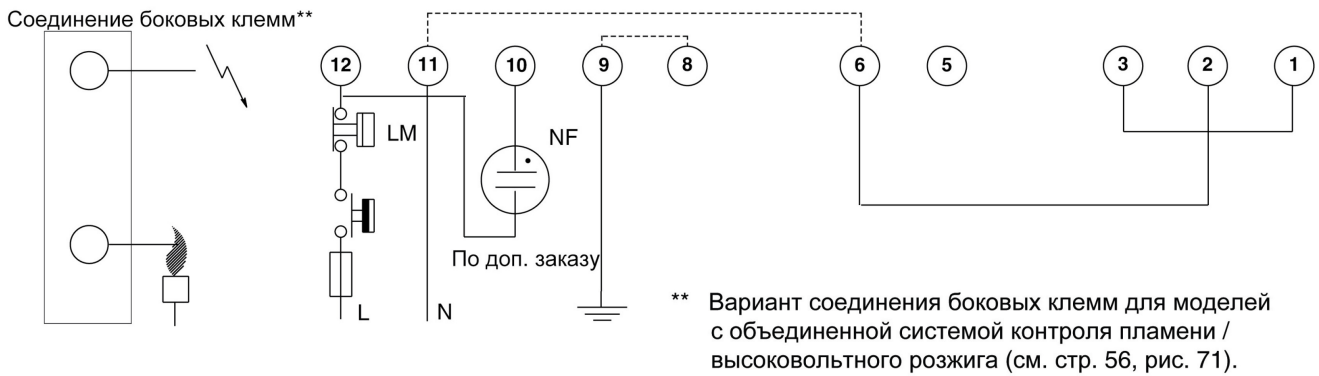 Соединение боковых клемм**
12 11 10 9 8 6 5 3 2 1
LM
NF
По доп. заказу
L N
** Вариант соединения боковых клемм для моделей
с объединенной системой контроля пламени /
высоковольтного розжига (см. стр. 56, рис. 71).